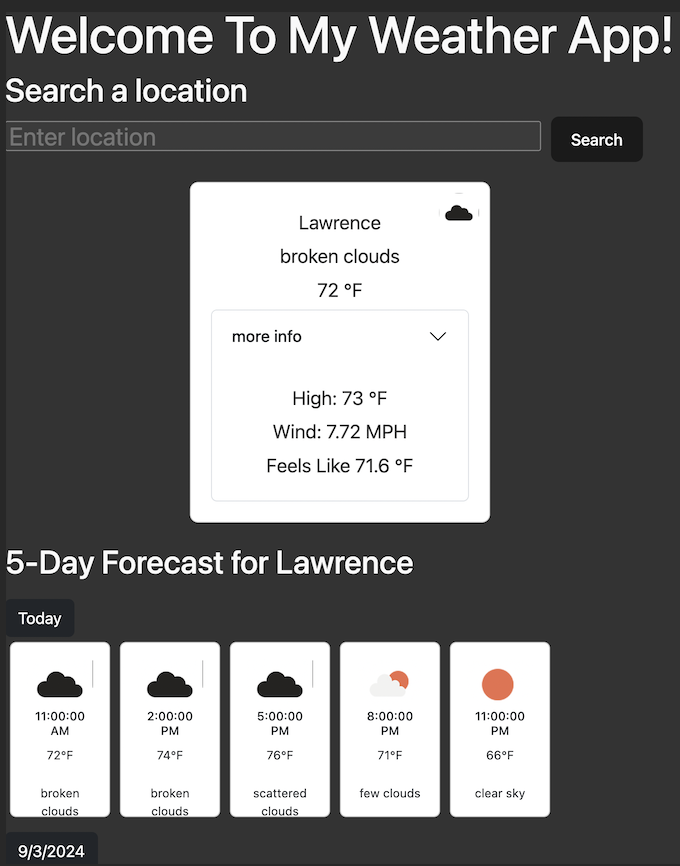 Welcome To My Weather App!
Search a location
Enter location
Search
Lawrence
broken clouds
72 °F
more info
High: 73 °F
Wind: 7.72 MPH
Feels Like 71.6 °F
5-Day Forecast for Lawrence
Today
11:00:00
AM
72°F
broken
clouds
2:00:00
PM
74°F
broken
clouds
5:00:00
PM
76°F
scattered
clouds
8:00:00
PM
71°F
few clouds
11:00:00
PM
66°F
clear sky
9/3/2024